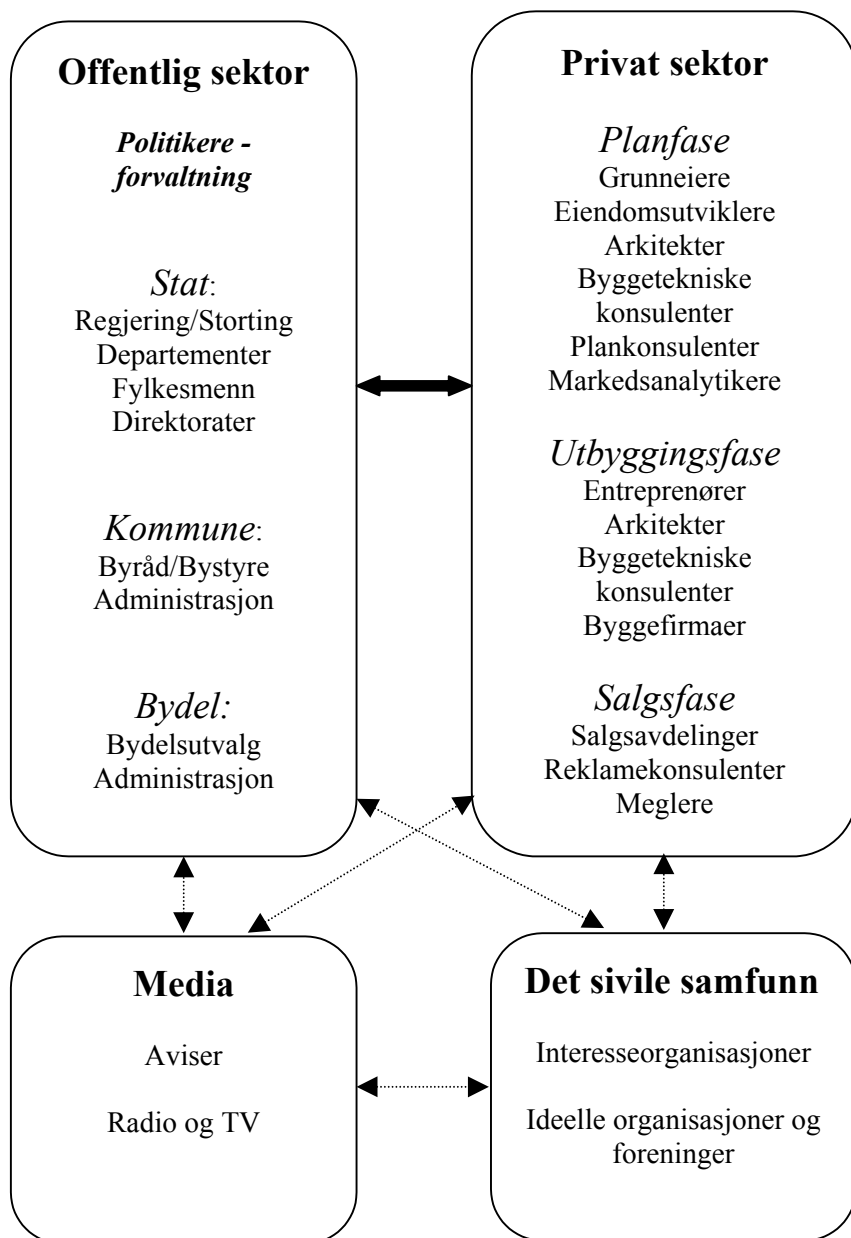 Offentlig sektor
Politikere -
forvaltning
Stat:
Regjering/Storting
Departementer
Fylkesmenn
Direktorater
Kommune:
Byråd/Bystyre
Administrasjon
Bydel:
Bydelsutvalg
Administrasjon
Privat sektor
Planfase
Grunneiere
Eiendomsutviklere
Arkitekter
Byggetekniske
konsulenter
Plankonsulenter
Markedsanalytikere
Utbyggingsfase
Entreprenører
Arkitekter
Byggetekniske
konsulenter
Byggefirmaer
Salgsfase
Salgsavdelinger
Reklamekonsulenter
Meglere
Media
Aviser
Radio og TV
Det sivile samfunn
Interesseorganisasjoner
Ideelle organisasjoner og
foreninger